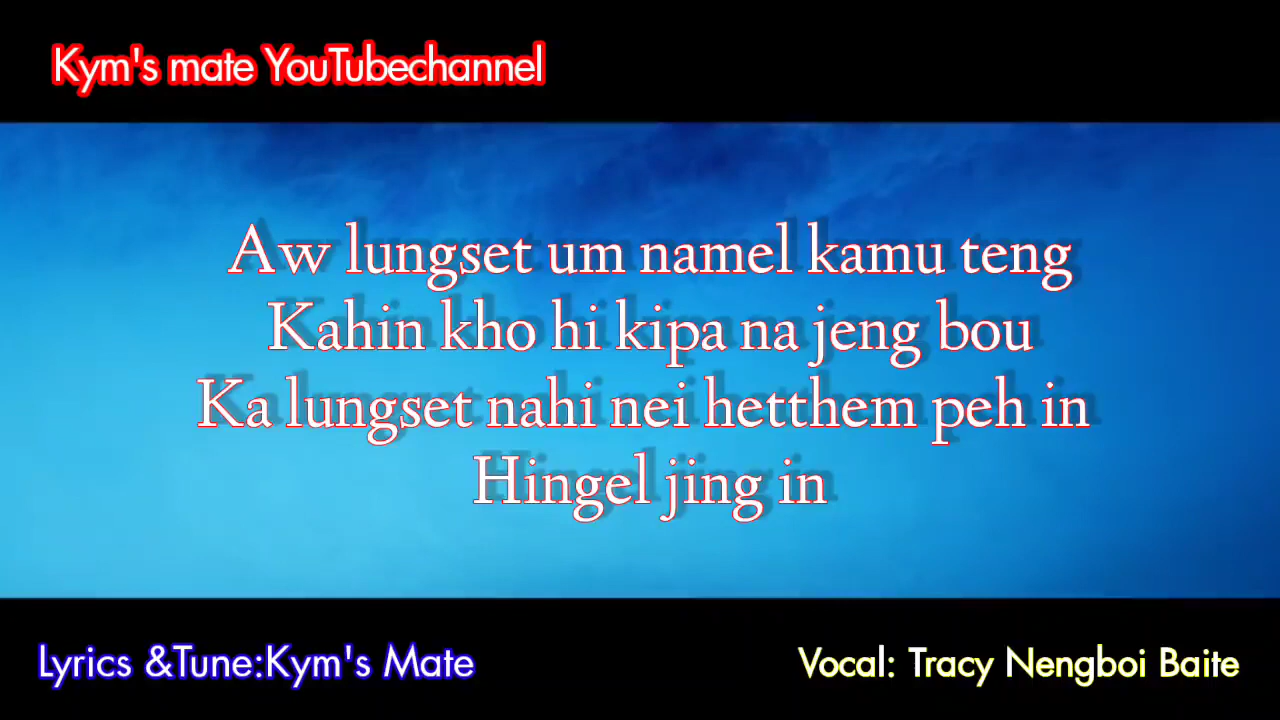 Kym's mate YouTubechannel
Aw lungset um namel kamu teng
Kahin kho hi kipa na jeng bou
Ka lungset nahi nei hetthem peh in
Hingel jing in
Lyrics &Tune:Kym's Mate
Vocal: Tracy Nengboi Baite